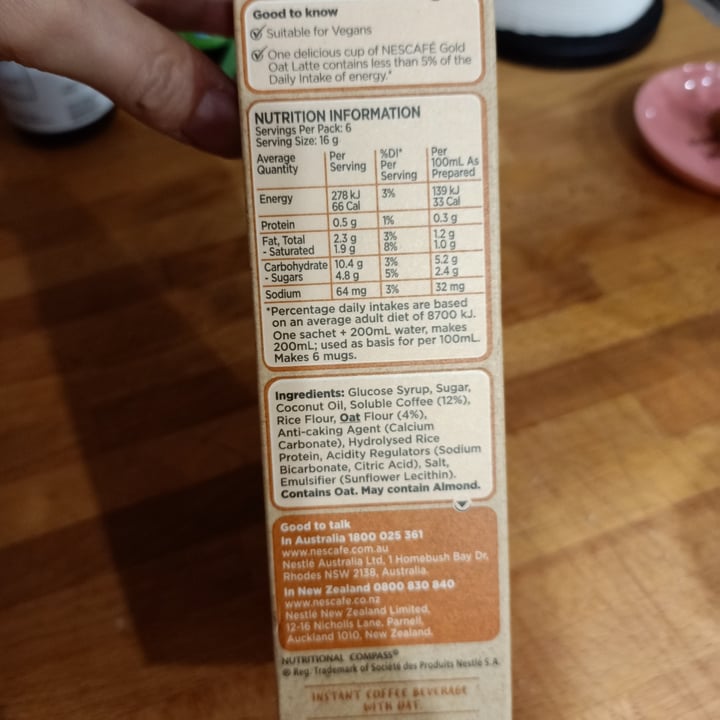 Good to know
Suitable for Vegans
One delicious cup of NESCAFÉ Gold
Oat Latte contains less than 5% of the
Daily Intake of energy.*
NUTRITION INFORMATION
Servings Per Pack: 6
Serving Size: 16 g
Average Quantity | Per Serving | %DI* Per Serving | Per 100mL As Prepared
Energy 278 kJ 3% 139 kJ
66 Cal 33 Cal
Protein 0.5 g 1% 0.3 g
Fat, Total 2.3 g 3% 1.2 g
- Saturated 1.9 g 8% 1.0 g
Carbohydrate 10.4 g 3% 5.2 g
- Sugars 4.8 g 5% 2.4 g
Sodium 64 mg 3% 32 mg
*Percentage daily intakes are based
on an average adult diet of 8700 kJ.
One sachet + 200mL water, makes
200mL; used as basis for per 100mL.
Makes 6 mugs.
Ingredients: Glucose Syrup, Sugar,
Coconut Oil, Soluble Coffee (12%),
Rice Flour, Oat Flour (4%),
Anti-caking Agent (Calcium
Carbonate), Hydrolysed Rice
Protein, Acidity Regulators (Sodium
Bicarbonate, Citric Acid), Salt,
Emulsifier (Sunflower Lecithin).
Contains Oat. May contain Almond.
Good to talk
In Australia 1800 025 361
www.nescafe.com.au
Nestlé Australia Ltd, 1 Homebush Bay Dr,
Rhodes NSW 2138, Australia.
In New Zealand 0800 830 840
www.nescafe.co.nz
Nestlé New Zealand Limited,
12-16 Nicholls Lane, Parnell,
Auckland 1010, New Zealand.
NUTRITIONAL COMPASS®
® Reg. Trademark of Société des Produits Nestlé S.A.
INSTANT COFFEE BEVERAGE
WITH OAT